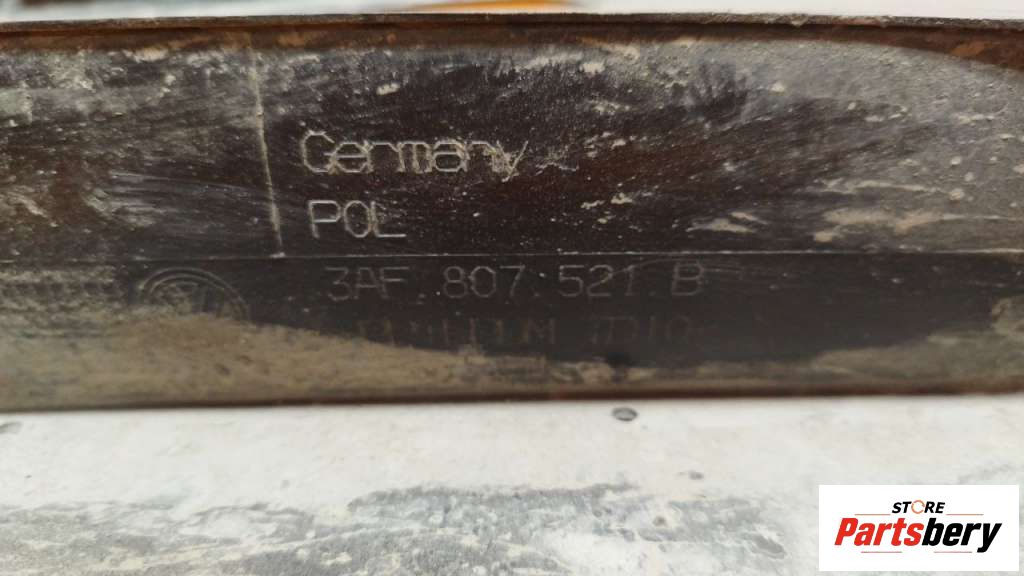 Germany
POL
3AF 807 521 B
STORE
Partsbery